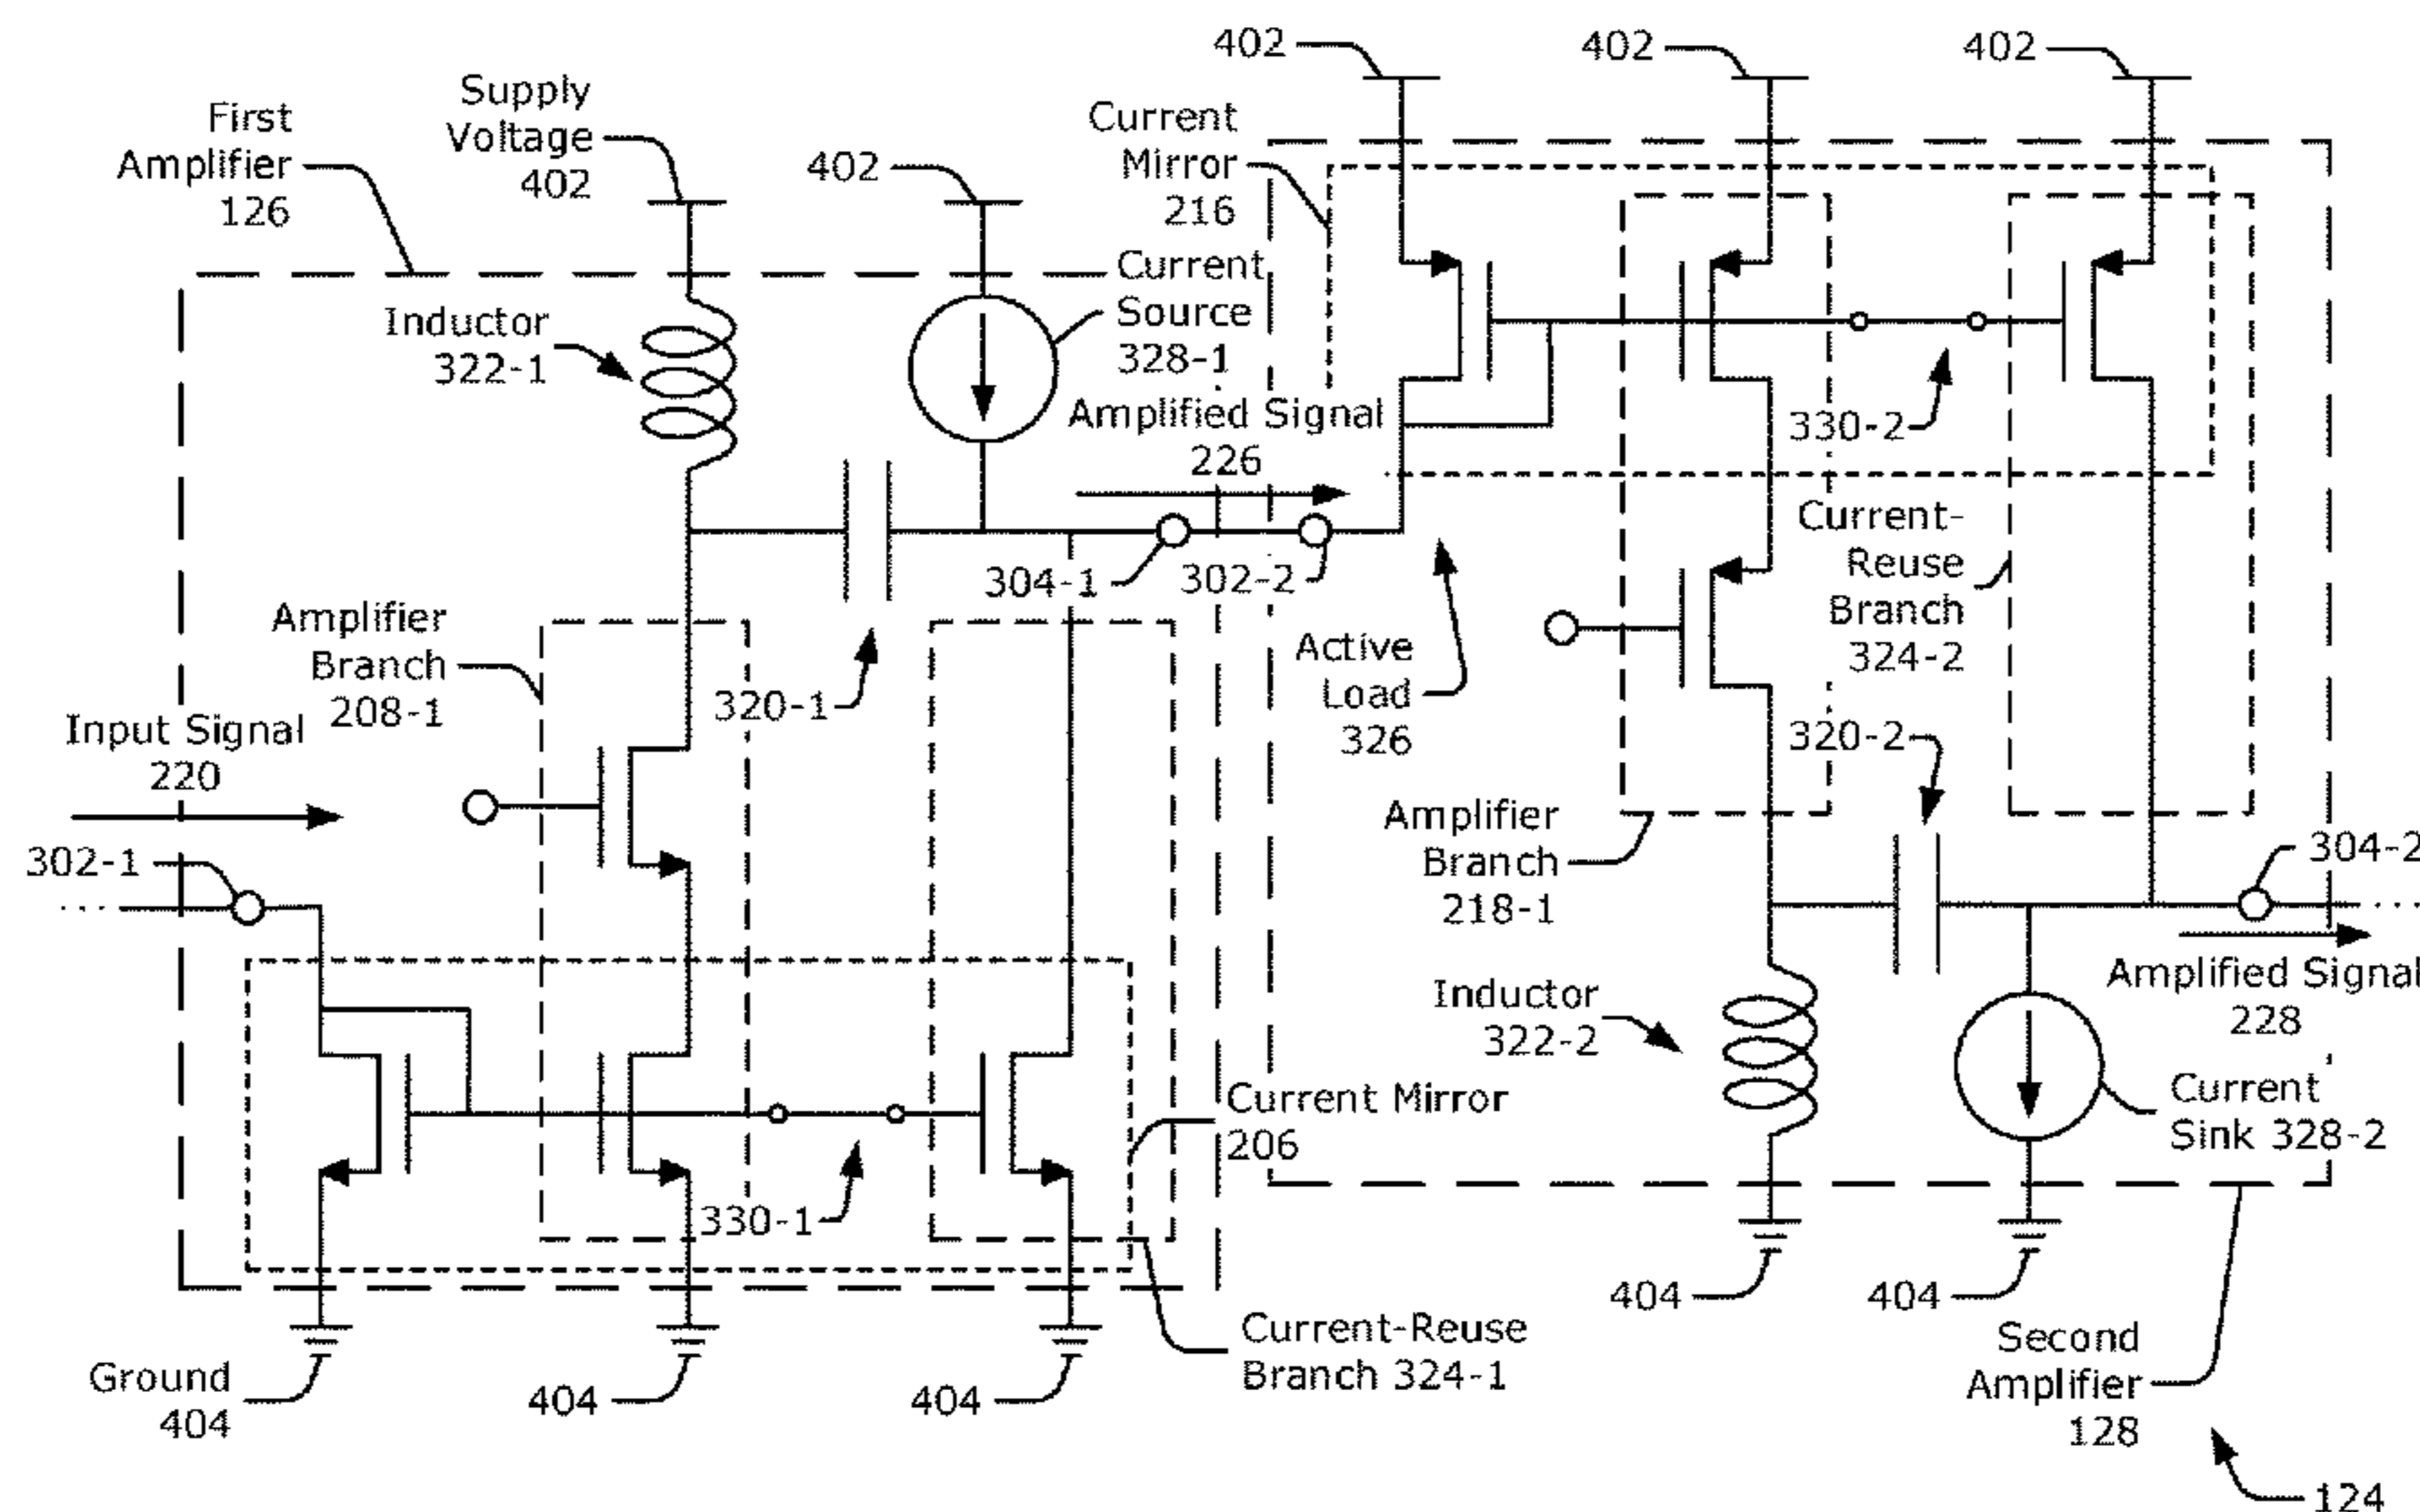 First
Amplifier
126
Supply
Voltage
402
402
402
402
402
Current
Mirror
216
Inductor
322-1
Current
Source
328-1
Amplified Signal
226
330-2
304-1
302-2
Current-
Reuse
Branch
324-2
Amplifier
Branch
208-1
320-1
Active
Load
326
320-2
Input Signal
220
302-1
Amplifier
Branch
218-1
304-2
Amplified Signal
228
Inductor
322-2
Current
Sink 328-2
Current Mirror
206
330-1
Ground
404
404
404
Current-Reuse
Branch 324-1
404
404
Second
Amplifier
128
124